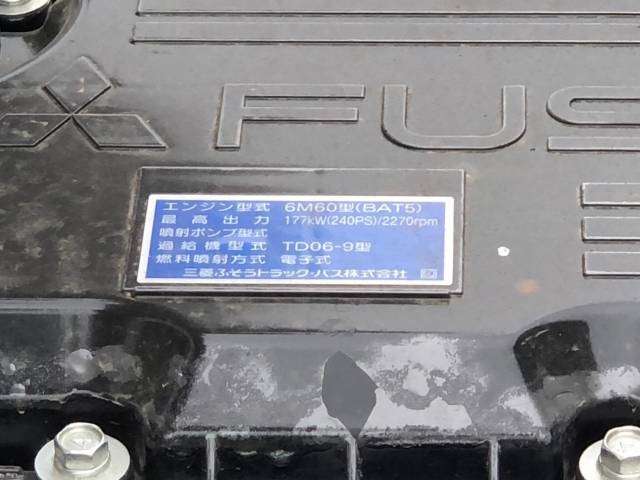 FUS
エンジン型式 6M60型(BAT5)
最高出力 177kW(240PS)/2270rpm
噴射ポンプ型式
過給機型式 TD06-9型
燃料噴射方式 電子式
三菱ふそうトラック・バス株式会社